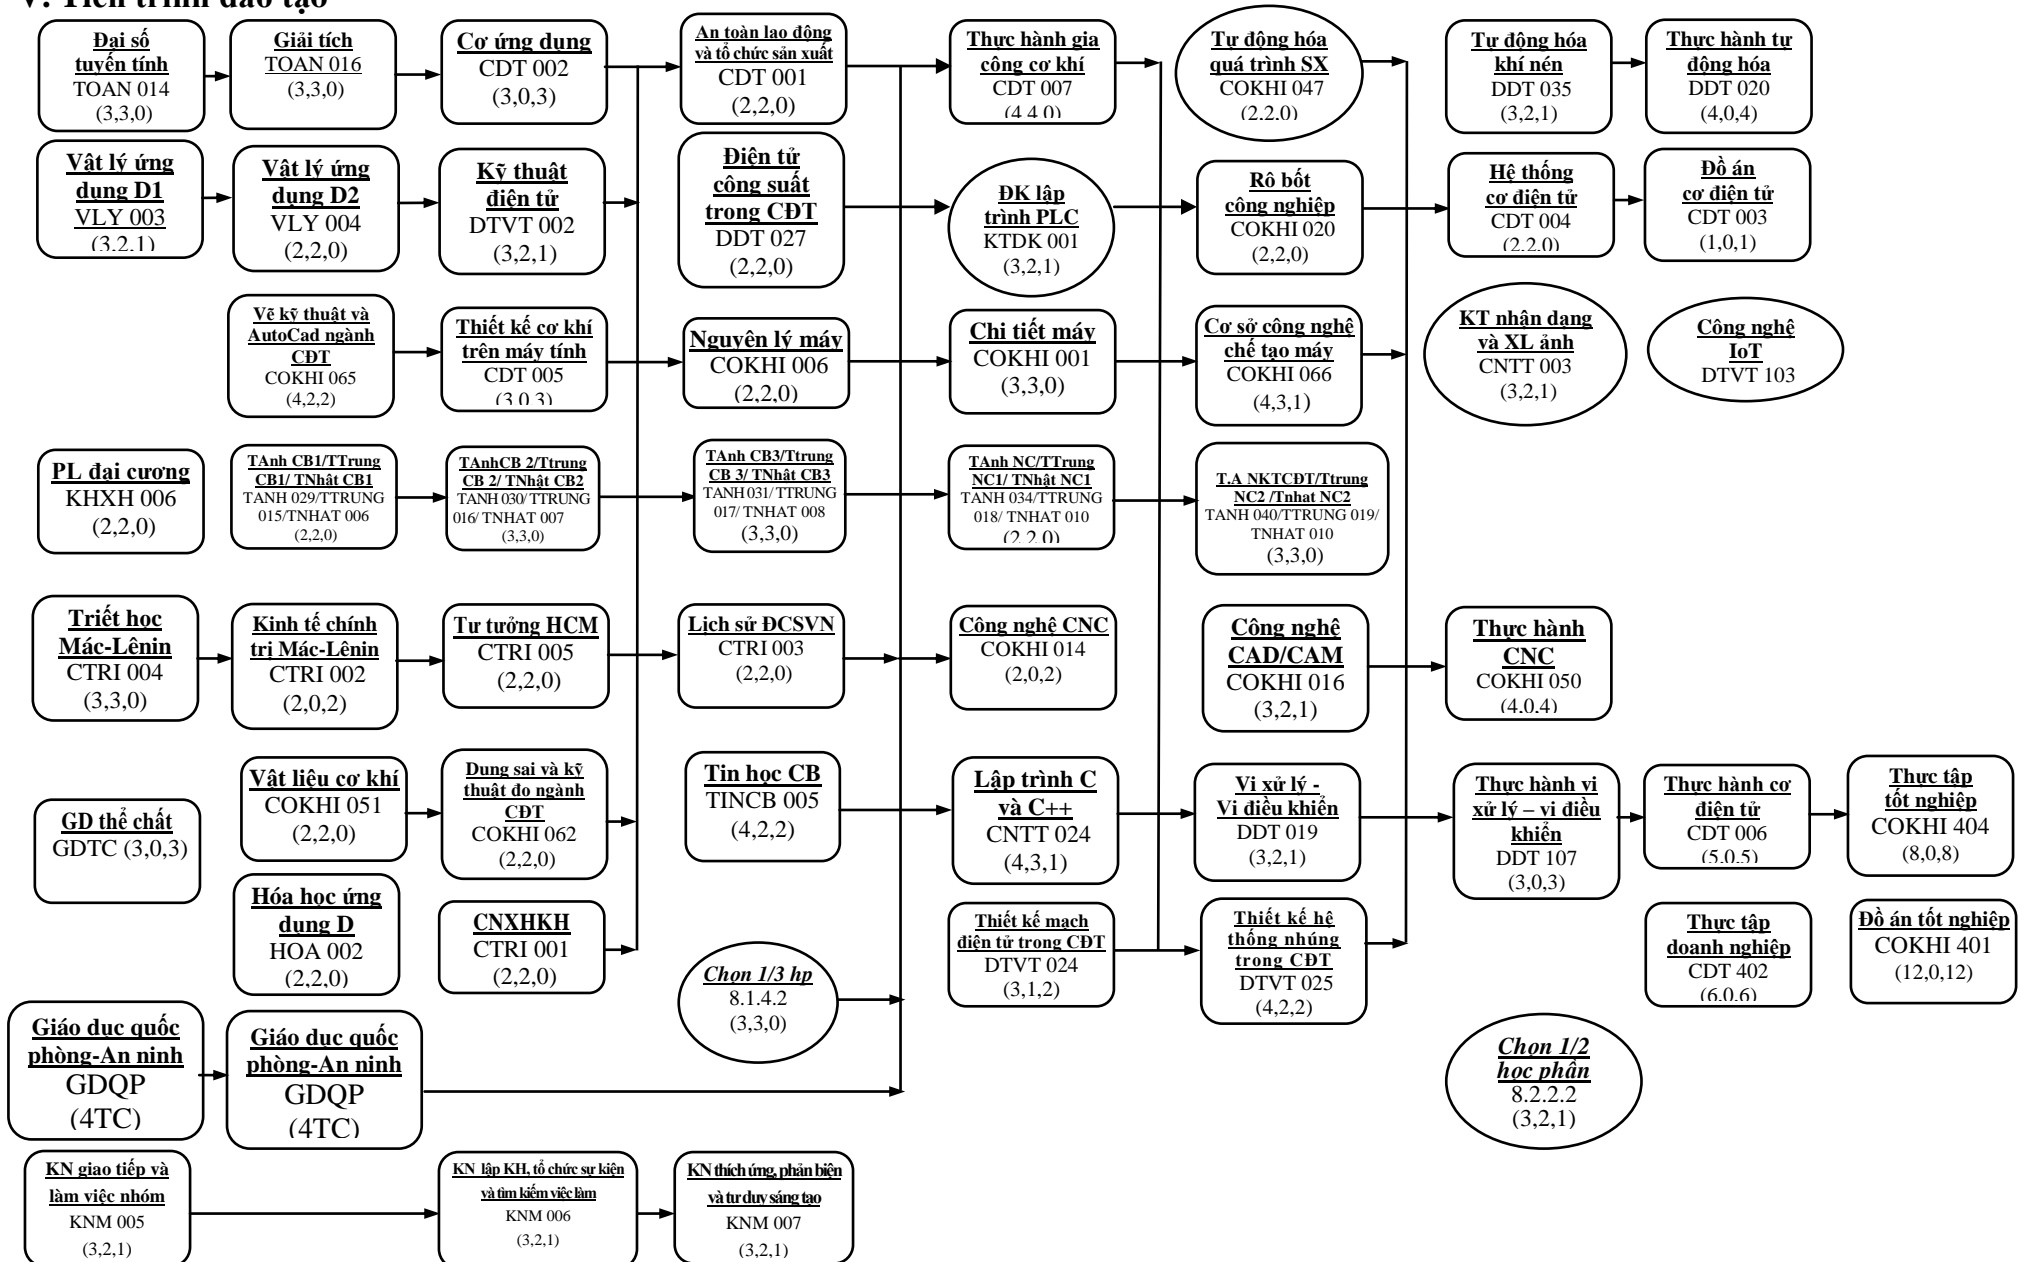 V. Tiến trình đào tạo
Đại số
tuyến tính
TOAN 014
(3,3,0)
Giải tích
TOAN 016
(3,3,0)
Cơ ứng dụng
CDT 002
(3,0,3)
An toàn lao động
và tổ chức sản xuất
CDT 001
(2,2,0)
Thực hành gia
công cơ khí
CDT 007
(4,4,0)
Tự động hóa
quá trình SX
COKHI 047
(2,2,0)
Tự động hóa
khí nén
DDT 035
(3,2,1)
Thực hành tự
động hóa
DDT 020
(4,0,4)
Vật lý ứng
dụng D1
VLY 003
(3,2,1)
Vật lý ứng
dụng D2
VLY 004
(2,2,0)
Kỹ thuật
điện tử
DTVT 002
(3,2,1)
Điện tử
công suất
trong CĐT
DDT 027
(2,2,0)
ĐK lập
trình PLC
KTDK 001
(3,2,1)
Rô bốt
công nghiệp
COKHI 020
(2,2,0)
Hệ thống
cơ điện tử
CDT 004
(2,2,0)
Đồ án
cơ điện tử
CDT 003
(1,0,1)
Vẽ kỹ thuật và
AutoCad ngành
CĐT
COKHI 065
(4,2,2)
Thiết kế cơ khí
trên máy tính
CDT 005
(3,0,3)
Nguyên lý máy
COKHI 006
(2,2,0)
Chi tiết máy
COKHI 001
(3,3,0)
Cơ sở công nghệ
chế tạo máy
COKHI 066
(4,3,1)
KT nhận dạng
và XL ảnh
CNTT 003
(3,2,1)
Công nghệ
IoT
DTVT 103
PL đại cương
KHXH 006
(2,2,0)
TAnh CB1/TTrung
CB1/ TNhật CB1
TANH 029/TTRUNG
015/TNHAT 006
(2,2,0)
TAnhCB 2/Ttrung
CB 2/ TNhật CB2
TANH 030/TTRUNG
016/ TNHAT 007
(3,3,0)
TAnh CB3/Ttrung
CB 3/ TNhật CB3
TANH 031/ TTRUNG
017/ TNHAT 008
(3,3,0)
TAnh NC/TTrung
NC1/ TNhật NC1
TANH 034/TTRUNG
018/ TNHAT 010
(2,2,0)
T.A NKTCĐT/Ttrung
NC2 /Tnhat NC2
TANH 040/TTRUNG 019/
TNHAT 010
(3,3,0)
Triết học
Mác-Lênin
CTRI 004
(3,3,0)
Kinh tế chính
trị Mác-Lênin
CTRI 002
(2,0,2)
Tư tưởng HCM
CTRI 005
(2,2,0)
Lịch sử ĐCSVN
CTRI 003
(2,2,0)
Công nghệ CNC
COKHI 014
(2,0,2)
Công nghệ
CAD/CAM
COKHI 016
(3,2,1)
Thực hành
CNC
COKHI 050
(4,0,4)
GD thể chất
GDTC (3,0,3)
Vật liệu cơ khí
COKHI 051
(2,2,0)
Dung sai và kỹ
thuật đo ngành
CĐT
COKHI 062
(2,2,0)
Tin học CB
TINCB 005
(4,2,2)
Lập trình C
và C++
CNTT 024
(4,3,1)
Vi xử lý -
Vi điều khiển
DDT 019
(3,2,1)
Thực hành vi
xử lý – vi điều
khiển
DDT 107
(3,0,3)
Thực hành cơ
điện tử
CDT 006
(5,0,5)
Thực tập
tốt nghiệp
COKHI 404
(8,0,8)
Hóa học ứng
dụng D
HOA 002
(2,2,0)
CNXHKH
CTRI 001
(2,2,0)
Chọn 1/3 hp
8.1.4.2
(3,3,0)
Thiết kế mạch
điện tử trong CĐT
DTVT 024
(3,1,2)
Thiết kế hệ
thống nhúng
trong CĐT
DTVT 025
(4,2,2)
Thực tập
doanh nghiệp
CDT 402
(6,0,6)
Đồ án tốt nghiệp
COKHI 401
(12,0,12)
Giáo dục quốc
phòng-An ninh
GDQP
(4TC)
Giáo dục quốc
phòng-An ninh
GDQP
(4TC)
Chọn 1/2
học phần
8.2.2.2
(3,2,1)
KN giao tiếp và
làm việc nhóm
KNM 005
(3,2,1)
KN lập KH, tổ chức sự kiện
và tìm kiếm việc làm
KNM 006
(3,2,1)
KN thích ứng, phản biện
và tư duy sáng tạo
KNM 007
(3,2,1)